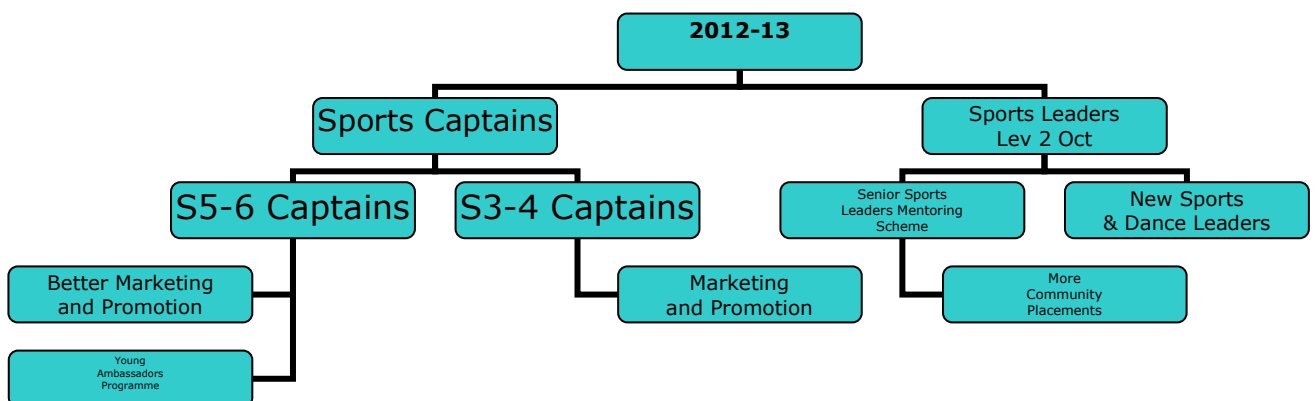 2012-13
Sports Captains
Sports Leaders
Lev 2 Oct
S5-6 Captains
S3-4 Captains
Senior Sports
Leaders Mentoring
Scheme
New Sports
& Dance Leaders
Better Marketing
and Promotion
Marketing
and Promotion
More
Community
Placements
Young
Ambassadors
Programme